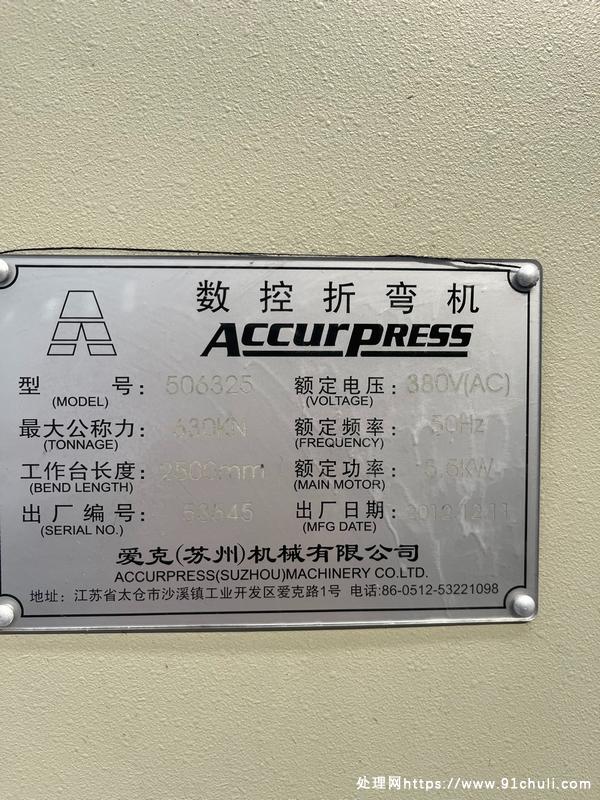 数控折弯机
ACCURPRESS
型 号: 506325 额定电压: 380V(AC)
(MODEL) (VOLTAGE)
最大公称力: 630KN 额定频率: 50Hz
(TONNAGE) (FREQUENCY)
工作台长度: 2500mm 额定功率: 5.5KW
(BEND LENGTH) (MAIN MOTOR)
出厂编号: 53645 出厂日期: 2012.12.11
(SERIAL NO.) (MFG DATE)
爱克(苏州)机械有限公司
ACCURPRESS(SUZHOU)MACHINERY CO.LTD.
地址: 江苏省太仓市沙溪镇工业开发区爱克路1号 电话:86-0512-53221098
处理网https://www.91chuli.com